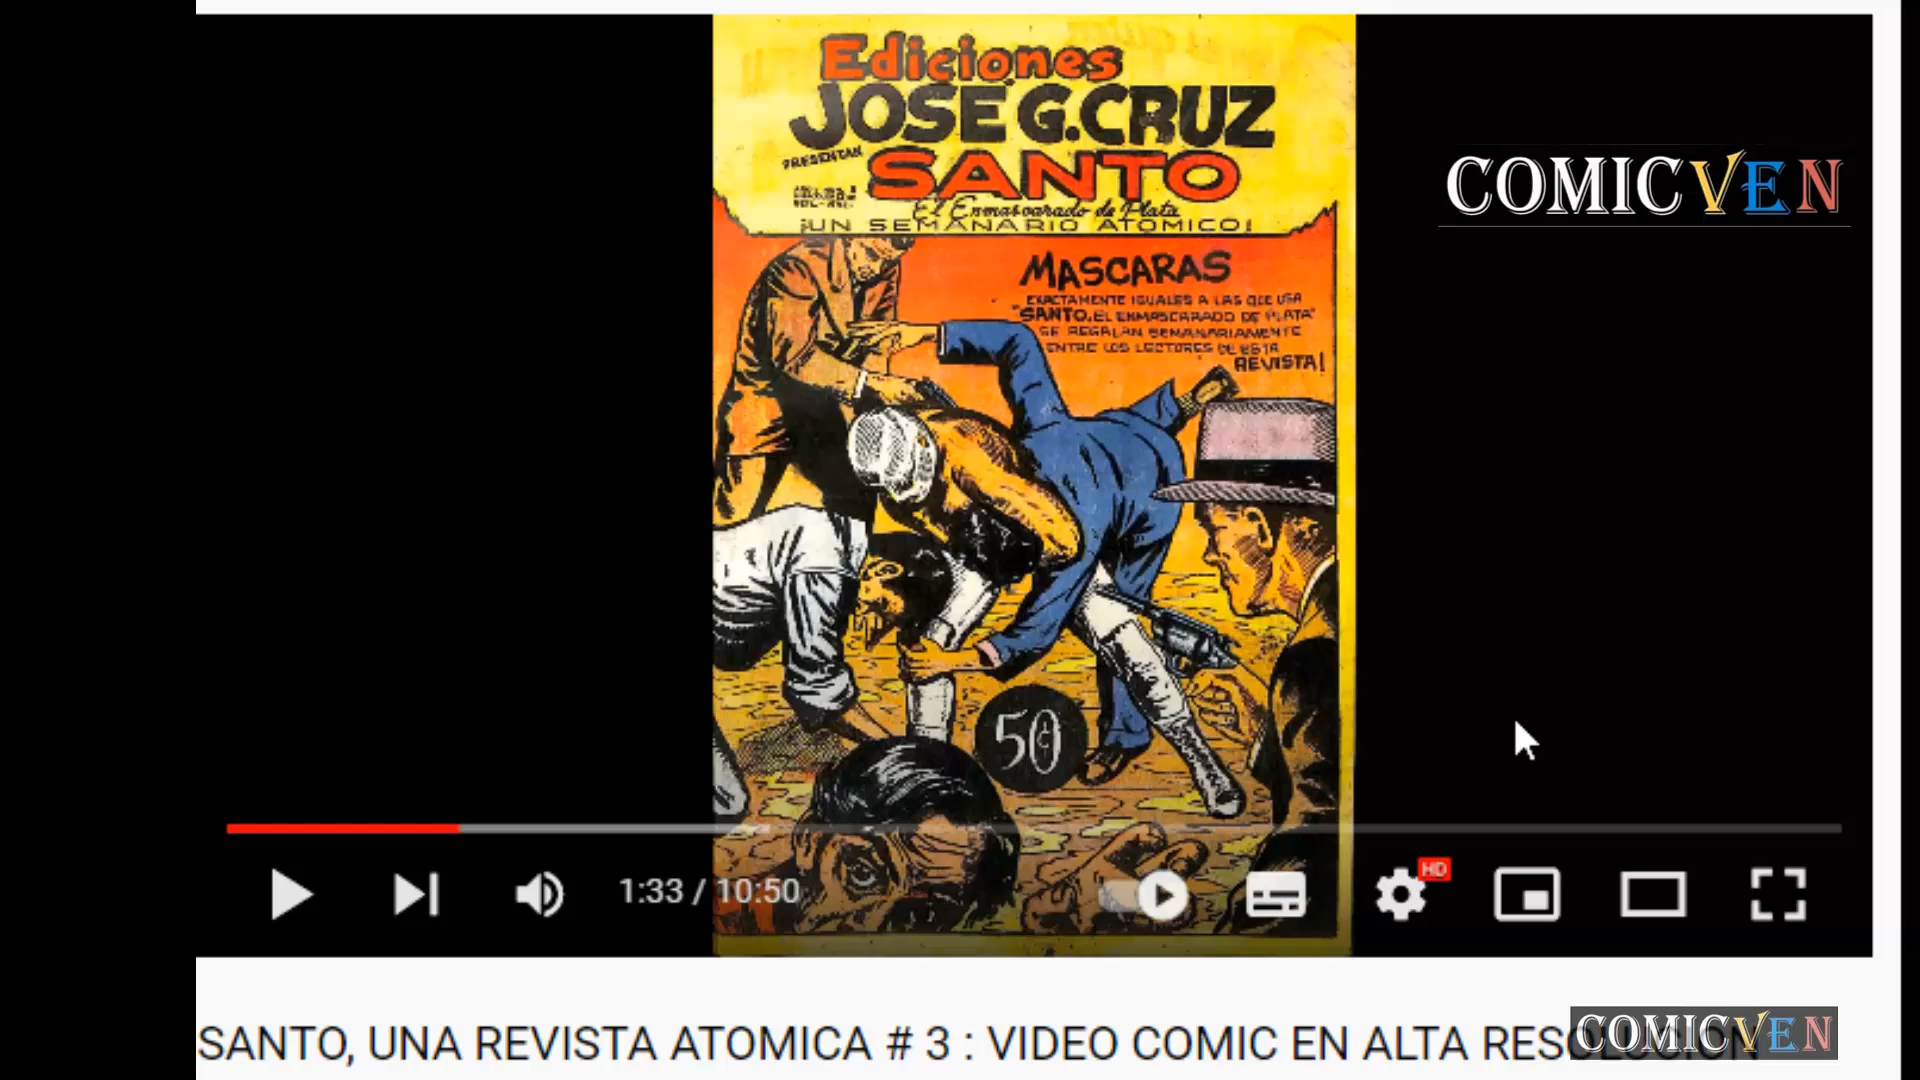 Ediciones
JOSE G. CRUZ
PRESENTAN
SANTO
El Enmascarado de Plata
¡UN SEMANARIO ATOMICO!
COMICVEN
MASCARAS
EXACTAMENTE IGUALES A LAS QUE USA
"SANTO, EL ENMASCARADO DE PLATA"
SE REGALAN SEMANARIAMENTE
ENTRE LOS LECTORES DE ESTA
REVISTA!
50¢
1:33 / 10:50
HD
SANTO, UNA REVISTA ATOMICA # 3 : VIDEO COMIC EN ALTA RESOLUCION
COMICVEN